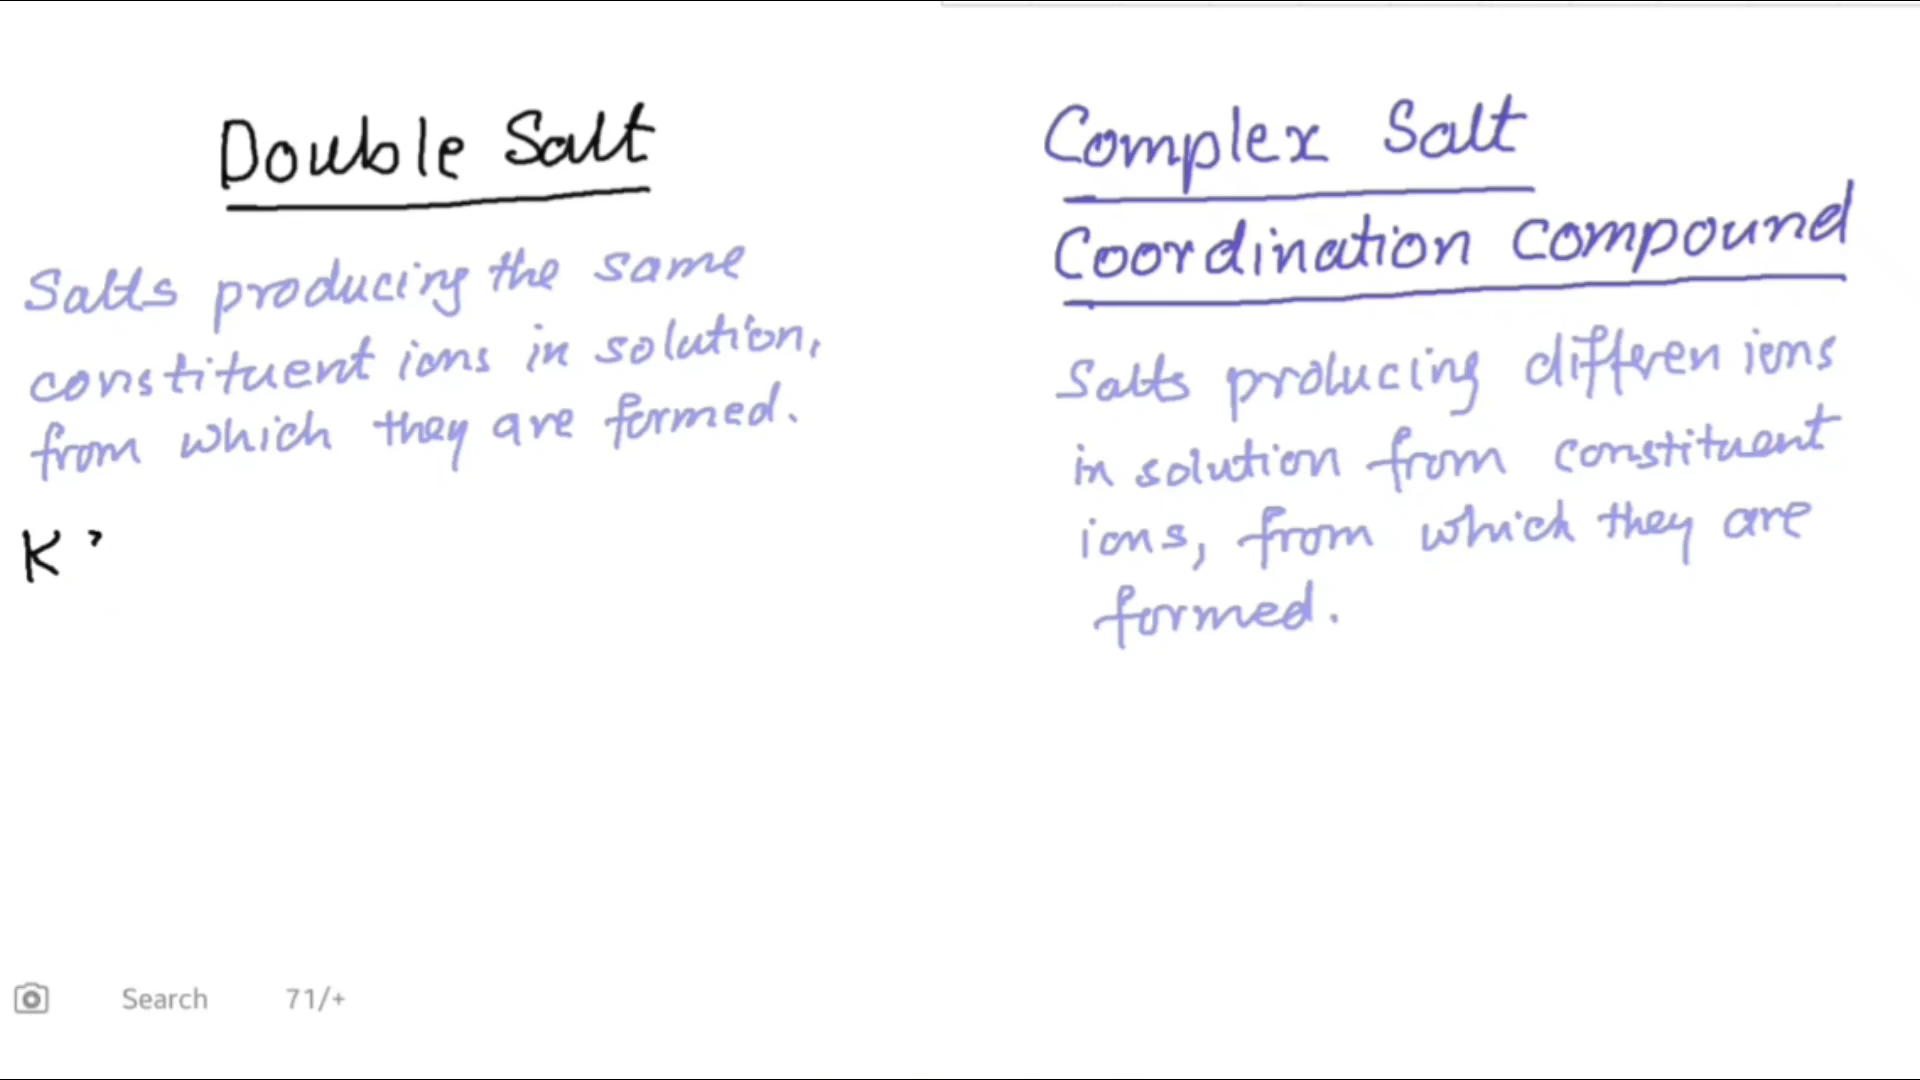 Double Salt
Salts producing the same
constituent ions in solution,
from which they are formed.
K
Complex Salt
Coordination compound
Salts producing differen ions
in solution from constituent
ions, from which they are
formed.
Search 71/+